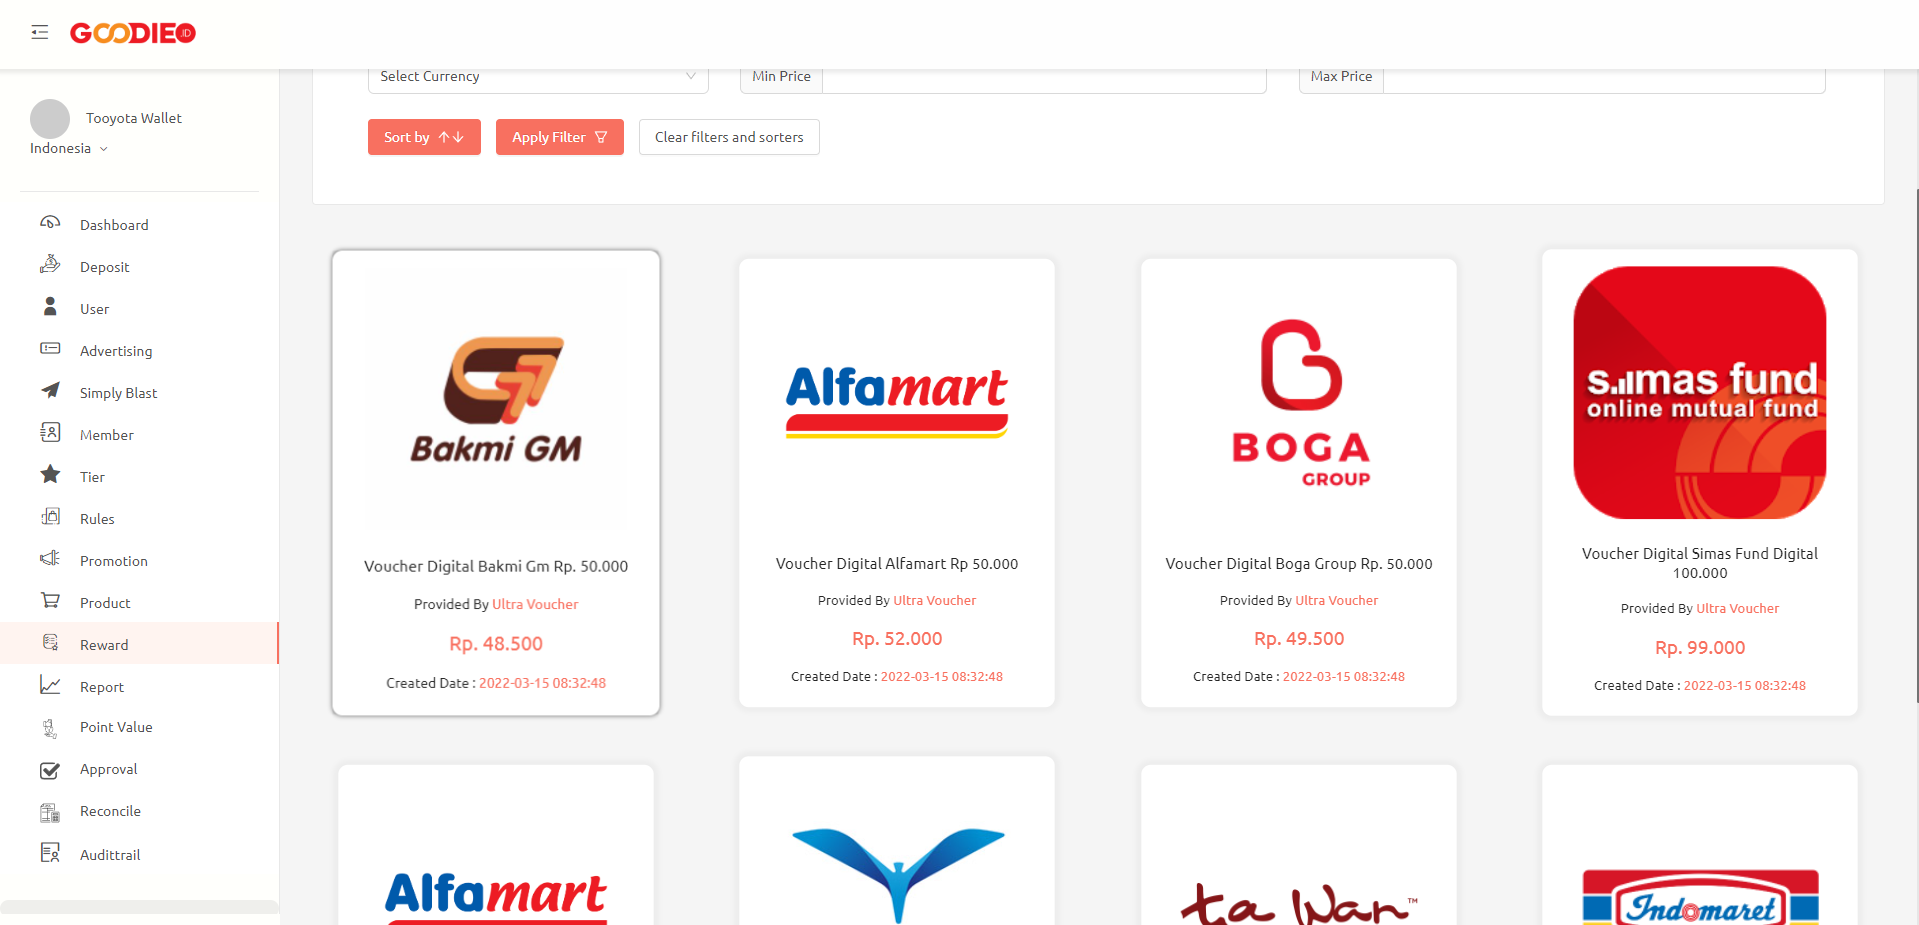 GOODIE.ID
Tooyota Wallet
Indonesia
Dashboard
Deposit
User
Advertising
Simply Blast
Member
Tier
Rules
Promotion
Product
Reward
Report
Point Value
Approval
Reconcile
Audittrail
Select Currency
Min Price
Max Price
Sort by
Apply Filter
Clear filters and sorters
Bakmi GM
Voucher Digital Bakmi Gm Rp. 50.000
Provided By Ultra Voucher
Rp. 48.500
Created Date : 2022-03-15 08:32:48
Alfamart
Voucher Digital Alfamart Rp 50.000
Provided By Ultra Voucher
Rp. 52.000
Created Date : 2022-03-15 08:32:48
BOGA
GROUP
Voucher Digital Boga Group Rp. 50.000
Provided By Ultra Voucher
Rp. 49.500
Created Date : 2022-03-15 08:32:48
simas fund
online mutual fund
Voucher Digital Simas Fund Digital
100.000
Provided By Ultra Voucher
Rp. 99.000
Created Date : 2022-03-15 08:32:48
Alfamart
ta Wan™
Indomaret